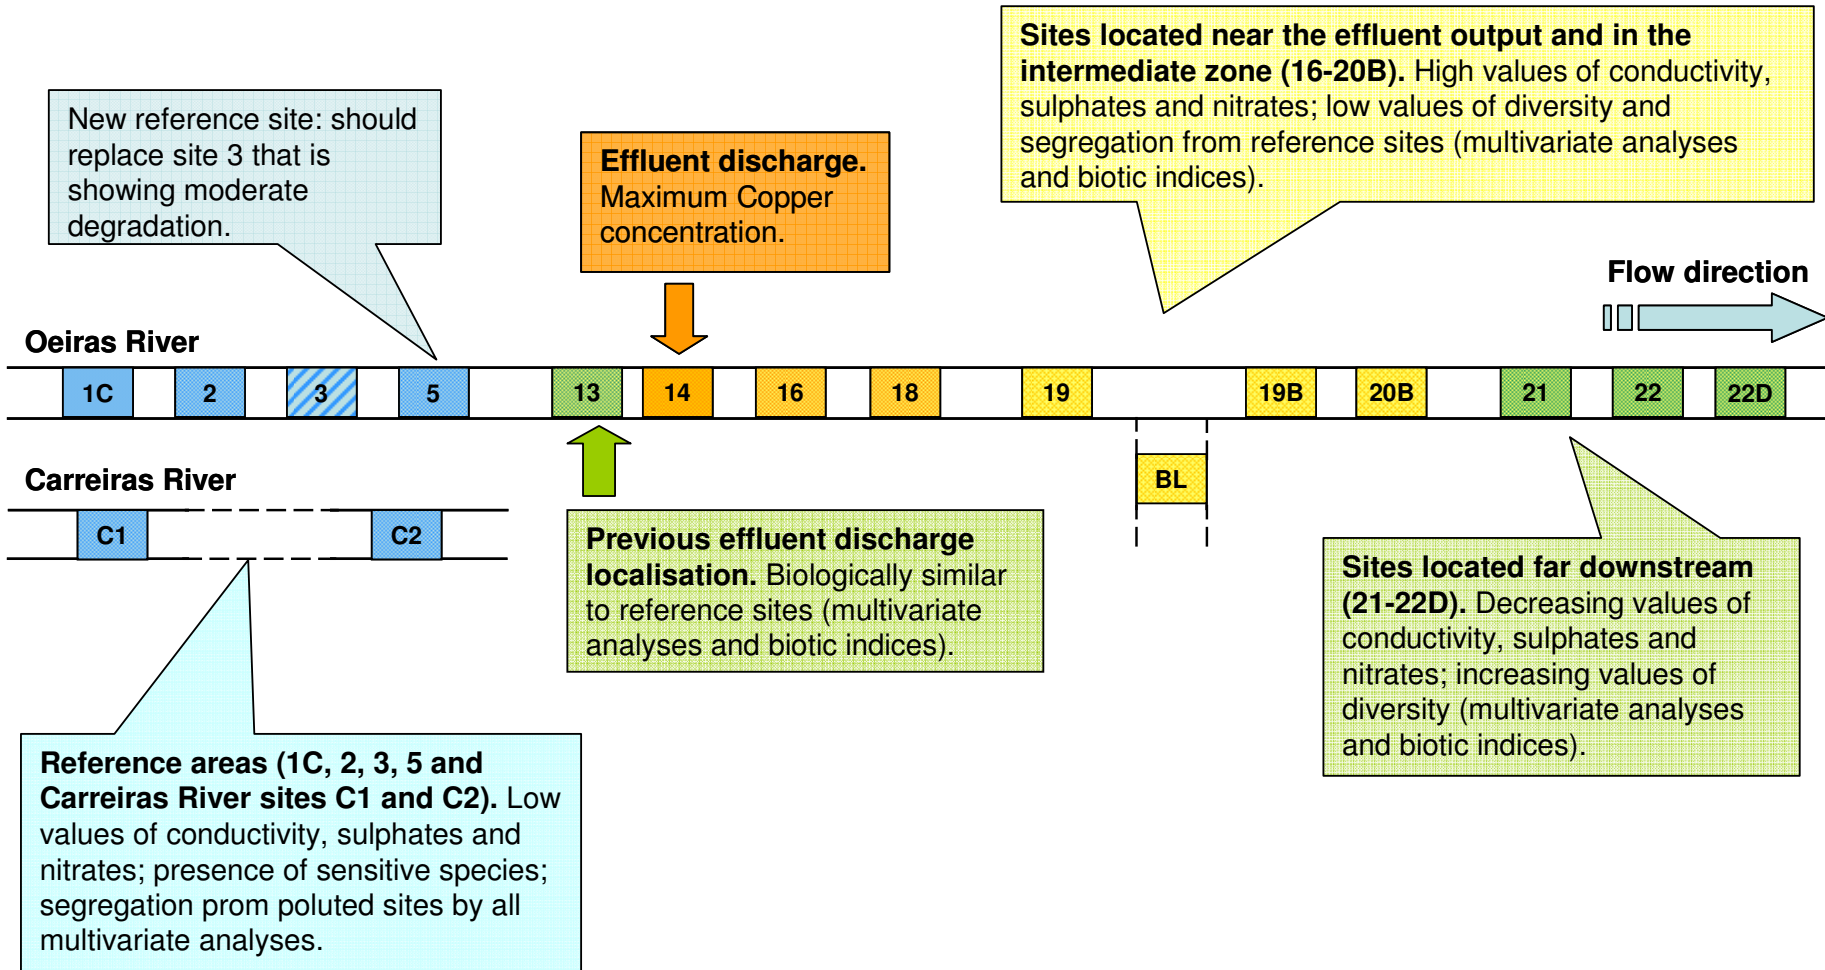 Sites located near the effluent output and in the
intermediate zone (16-20B). High values of conductivity,
sulphates and nitrates; low values of diversity and
segregation from reference sites (multivariate analyses
and biotic indices).
New reference site: should
replace site 3 that is
showing moderate
degradation.
Effluent discharge.
Maximum Copper
concentration.
Flow direction
Oeiras River
1C 2 3 5 13 14 16 18 19 19B 20B 21 22 22D
Carreiras River
BL
C1 C2
Previous effluent discharge
localisation. Biologically similar
to reference sites (multivariate
analyses and biotic indices).
Sites located far downstream
(21-22D). Decreasing values of
conductivity, sulphates and
nitrates; increasing values of
diversity (multivariate analyses
and biotic indices).
Reference areas (1C, 2, 3, 5 and
Carreiras River sites C1 and C2). Low
values of conductivity, sulphates and
nitrates; presence of sensitive species;
segregation prom poluted sites by all
multivariate analyses.